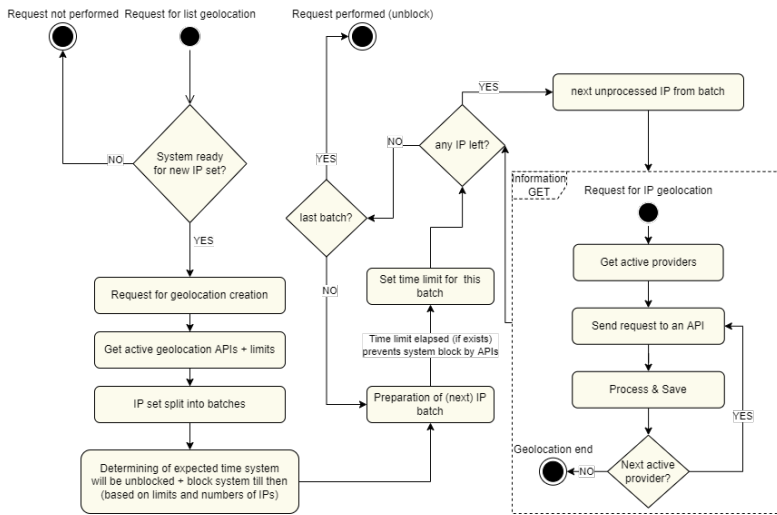 Request not performed
Request for list geolocation
System ready
for new IP set?
NO
YES
Request for geolocation creation
Get active geolocation APIs + limits
IP set split into batches
Determining of expected time system
will be unblocked + block system till then
(based on limits and numbers of IPs)
Request performed (unblock)
YES
last batch?
NO
NO
any IP left?
YES
Set time limit for this
batch
Time limit elapsed (if exists)
prevents system block by APIs
Preparation of (next) IP
batch
next unprocessed IP from batch
Information
GET
Request for IP geolocation
Get active providers
Send request to an API
Process & Save
YES
Geolocation end
NO
Next active
provider?